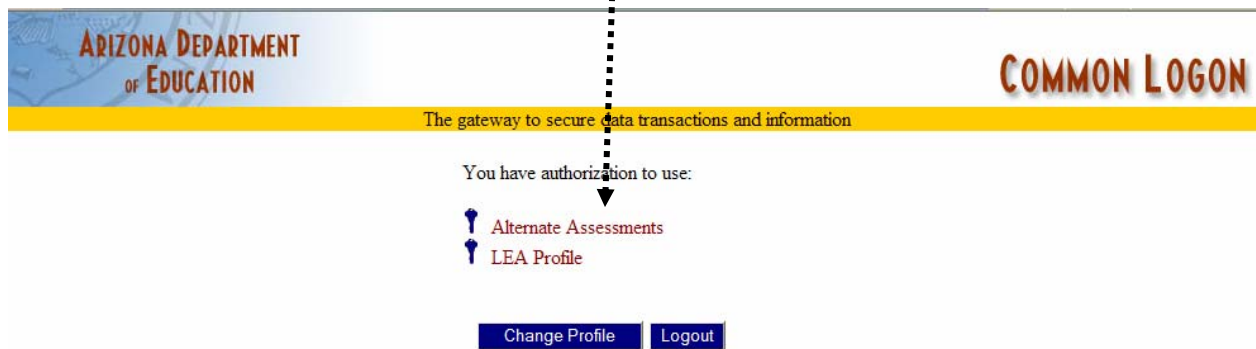 ARIZONA DEPARTMENT
OF EDUCATION
COMMON LOGON
The gateway to secure data transactions and information
You have authorization to use:
Alternate Assessments
LEA Profile
Change Profile Logout